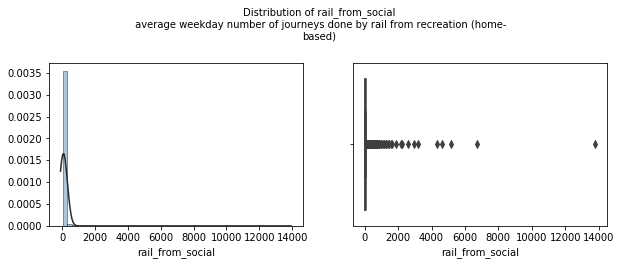 Distribution of rail_from_social
average weekday number of journeys done by rail from recreation (home-
based)
0.0035
0.0030
0.0025
0.0020
0.0015
0.0010
0.0005
0.0000
0 2000 4000 6000 8000 10000 12000 14000
rail_from_social
0 2000 4000 6000 8000 10000 12000 14000
rail_from_social